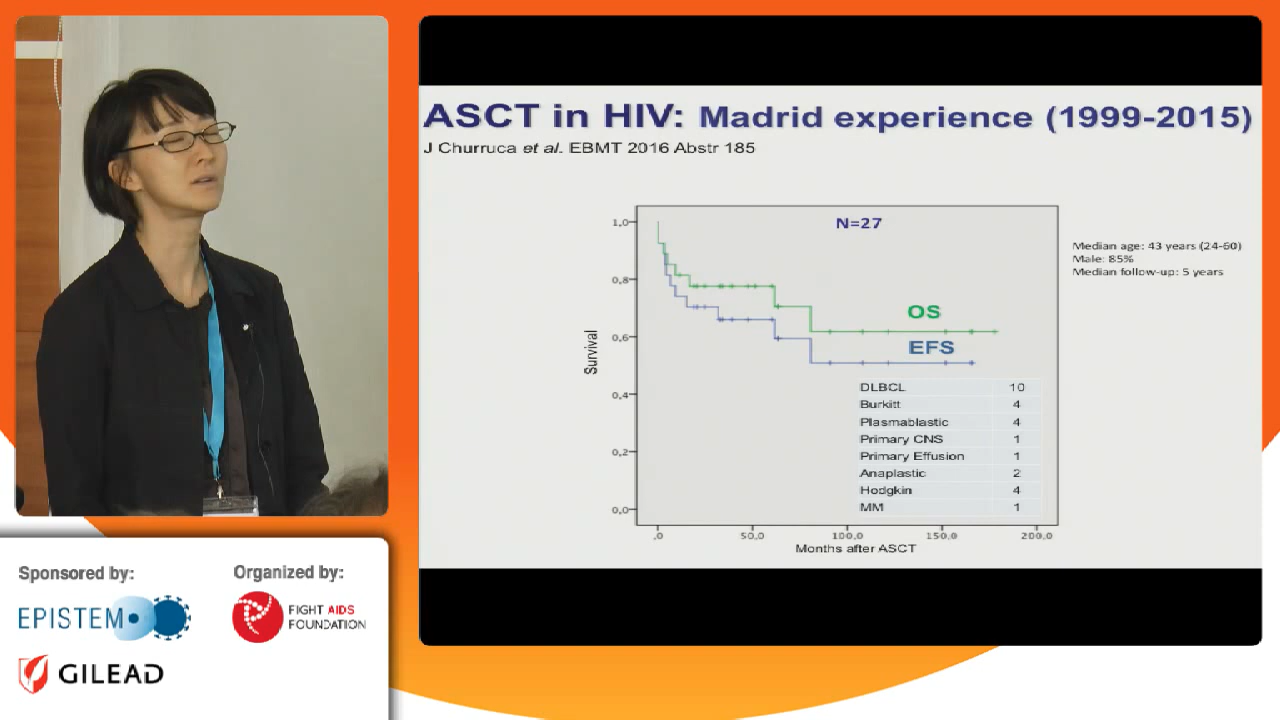 ASCT in HIV: Madrid experience (1999-2015)
J Churruca et al. EBMT 2016 Abstr 185
N=27
Median age: 43 years (24-60)
Male: 85%
Median follow-up: 5 years
OS
EFS
Survival
1,0
0,8
0,6
0,4
0,2
0,0
DLBCL 10
Burkitt 4
Plasmablastic 4
Primary CNS 1
Primary Effusion 1
Anaplastic 2
Hodgkin 4
MM 1
,0 50,0 100,0 150,0 200,0
Months after ASCT
Sponsored by:
EPISTEM
GILEAD
Organized by:
FIGHT AIDS
FOUNDATION